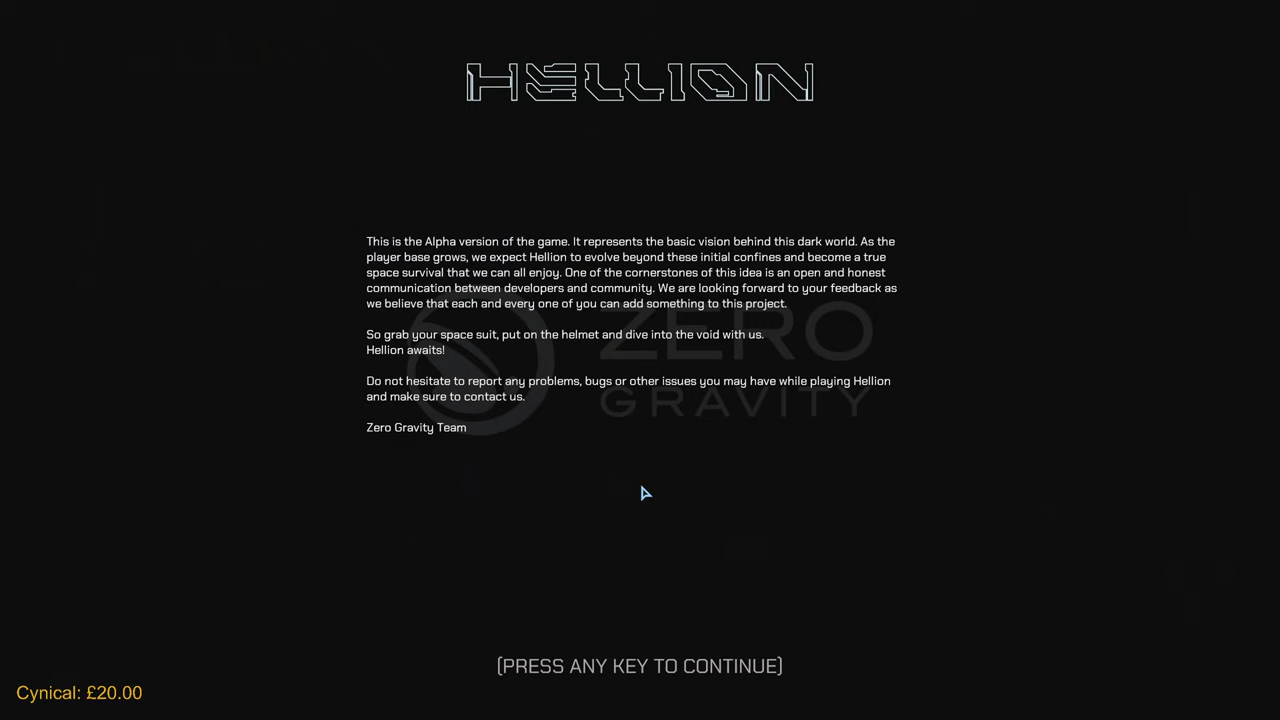 HELLION
This is the Alpha version of the game. It represents the basic vision behind this dark world. As the
player base grows, we expect Hellion to evolve beyond these initial confines and become a true
space survival that we can all enjoy. One of the cornerstones of this idea is an open and honest
communication between developers and community. We are looking forward to your feedback as
we believe that each and every one of you can add something to this project.
So grab your space suit, put on the helmet and dive into the void with us.
Hellion awaits!
Do not hesitate to report any problems, bugs or other issues you may have while playing Hellion
and make sure to contact us.
Zero Gravity Team
ZERO
GRAVITY
(PRESS ANY KEY TO CONTINUE)
Cynical: £20.00